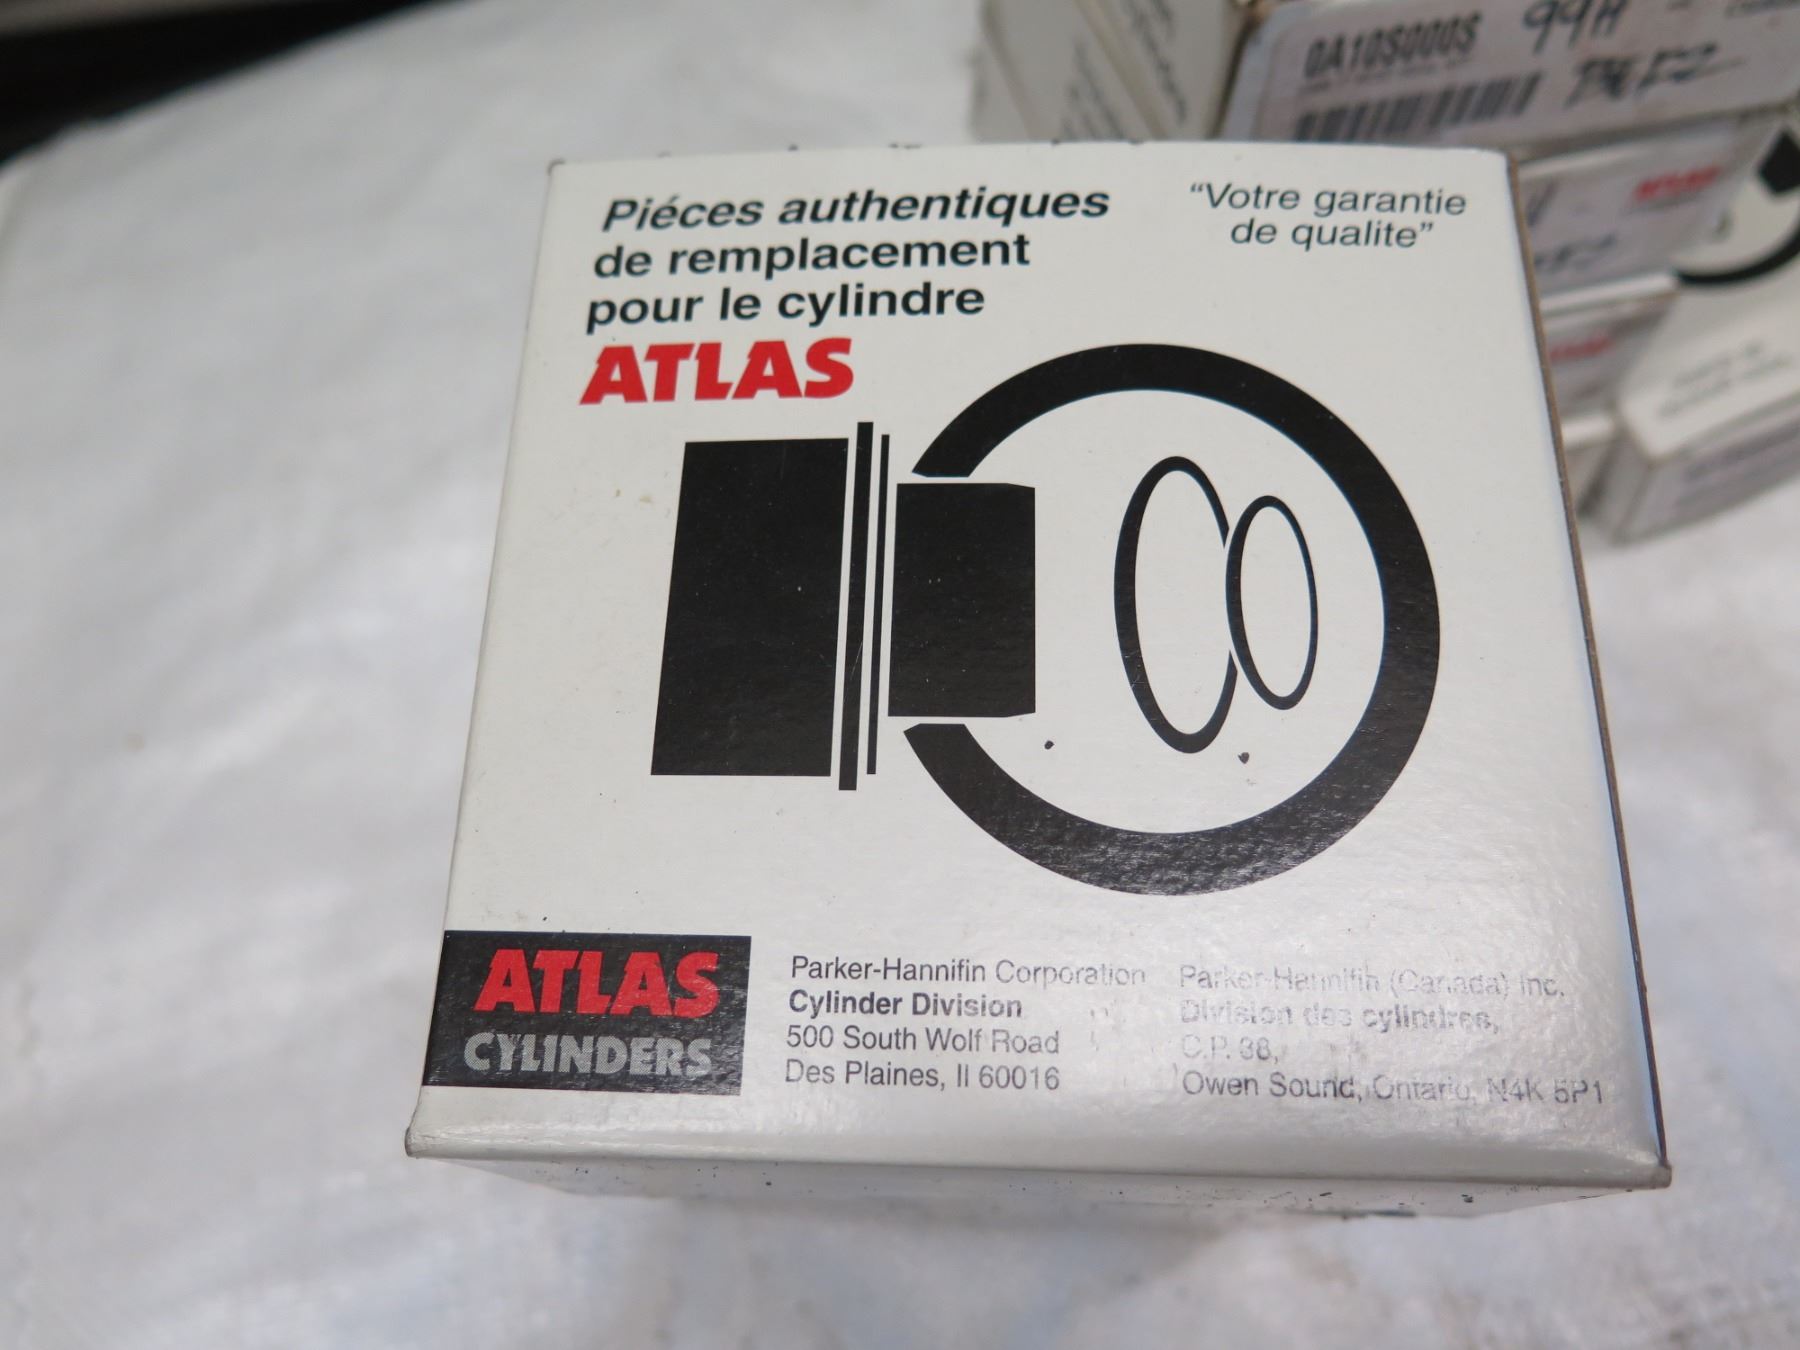 Piéces authentiques
de remplacement
pour le cylindre
ATLAS
"Votre garantie
de qualite"
ATLAS
CYLINDERS
Parker-Hannifin Corporation
Cylinder Division
500 South Wolf Road
Des Plaines, Il 60016
Parker-Hannifin (Canada) Inc.
Division des cylindres,
C.P. 38,
Owen Sound, Ontario, N4K 5P1
0A10S000S
99H
ATLAS